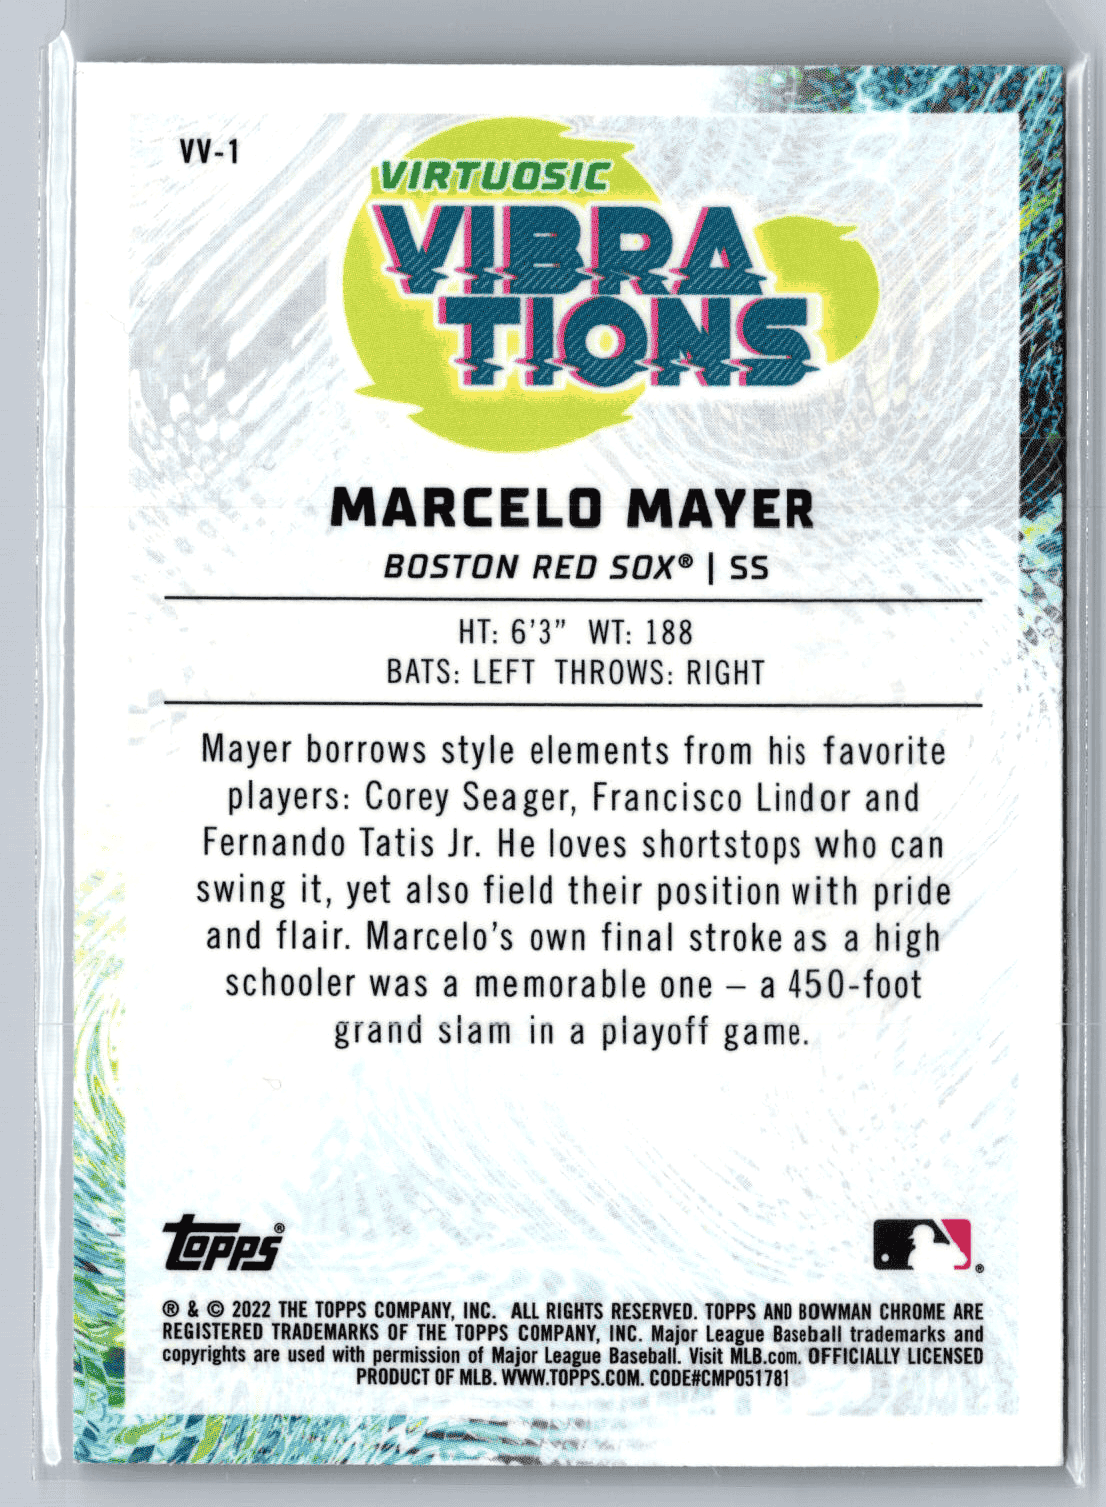 VV-1
VIRTUOSIC
VIBRA
TIONS
MARCELO MAYER
BOSTON RED SOX® | SS
HT: 6'3” WT: 188
BATS: LEFT THROWS: RIGHT
Mayer borrows style elements from his favorite
players: Corey Seager, Francisco Lindor and
Fernando Tatis Jr. He loves shortstops who can
swing it, yet also field their position with pride
and flair. Marcelo’s own final stroke as a high
schooler was a memorable one – a 450-foot
grand slam in a playoff game.
topps®
®
® & © 2022 THE TOPPS COMPANY, INC. ALL RIGHTS RESERVED. TOPPS AND BOWMAN CHROME ARE
REGISTERED TRADEMARKS OF THE TOPPS COMPANY, INC. Major League Baseball trademarks and
copyrights are used with permission of Major League Baseball. Visit MLB.com. OFFICIALLY LICENSED
PRODUCT OF MLB. WWW.TOPPS.COM. CODE#CMP051781